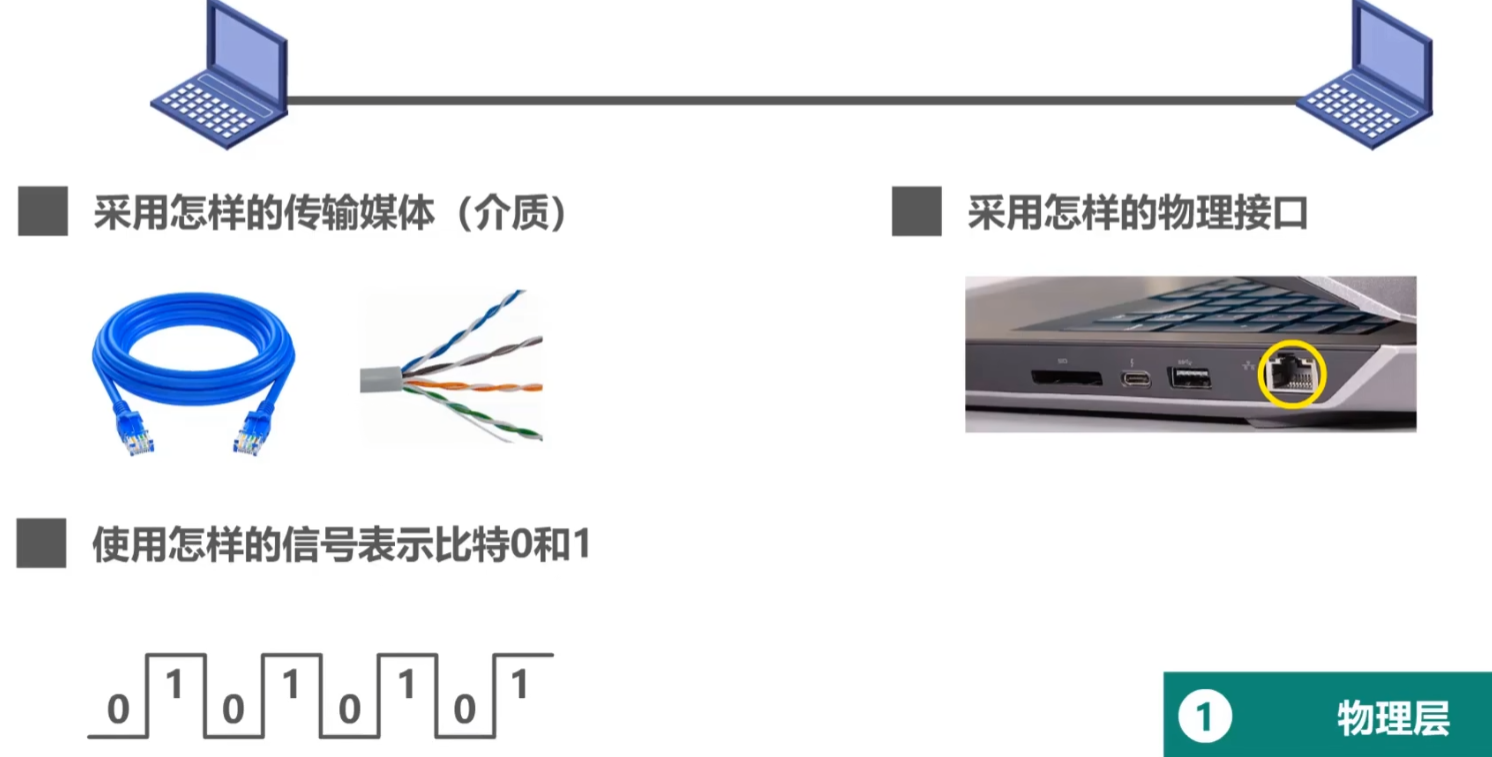 采用怎样的传输媒体（介质）
采用怎样的物理接口
使用怎样的信号表示比特0和1
0 1 0 1 0 1 0 1
1 物理层